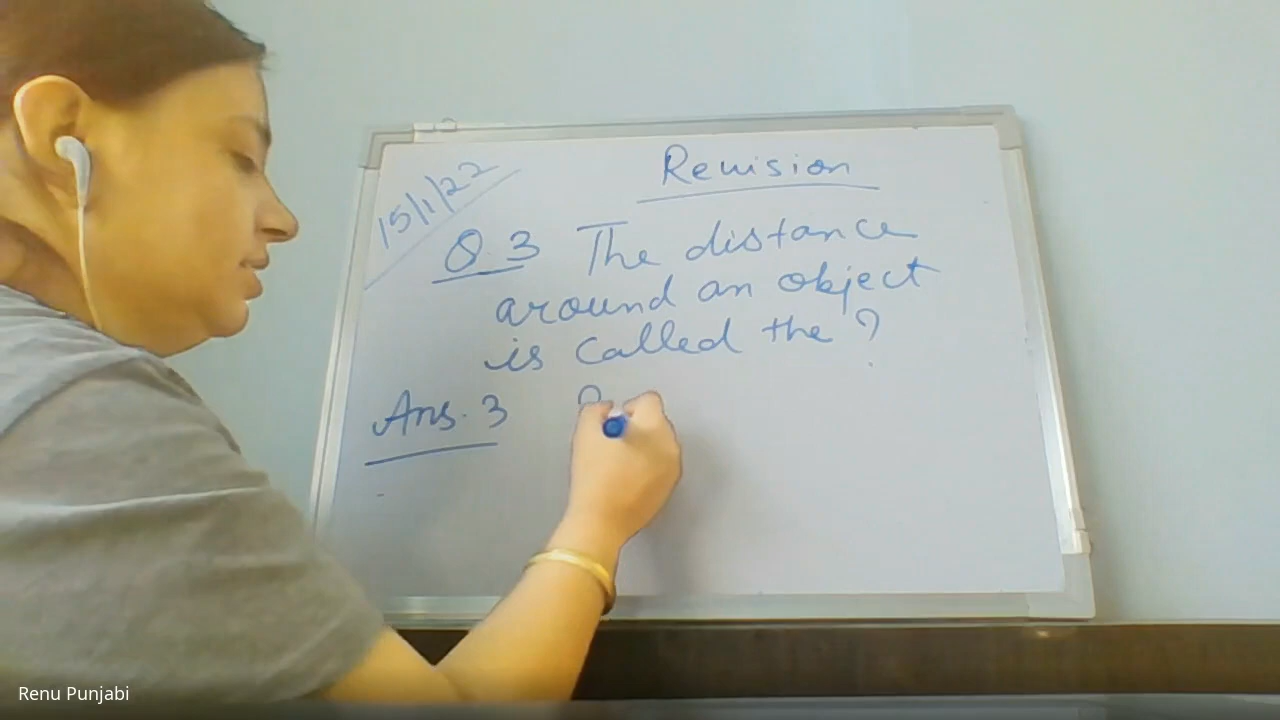 15/1/22
Revision
Q.3 The distance
around an object
is called the ?
Ans. 3 P
Renu Punjabi